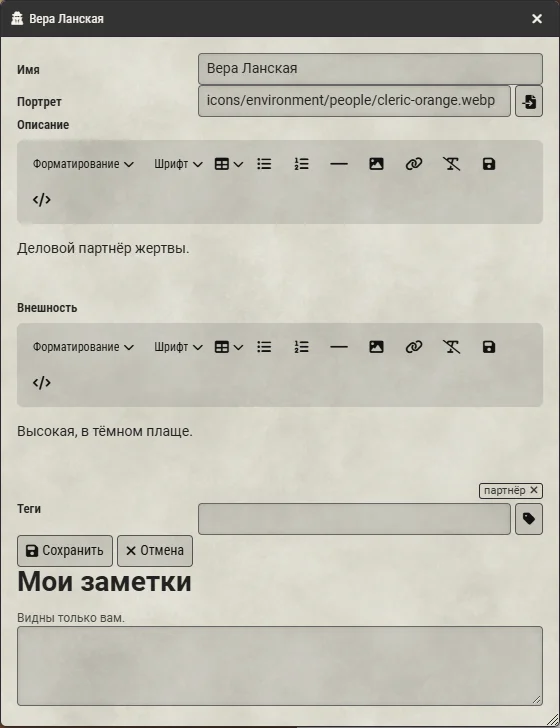 Вера Ланская
Имя
Вера Ланская
Портрет
icons/environment/people/cleric-orange.webp
Описание
Форматирование
Шрифт
Деловой партнёр жертвы.
Внешность
Форматирование
Шрифт
Высокая, в тёмном плаще.
партнёр
Теги
Сохранить
Отмена
Мои заметки
Видны только вам.